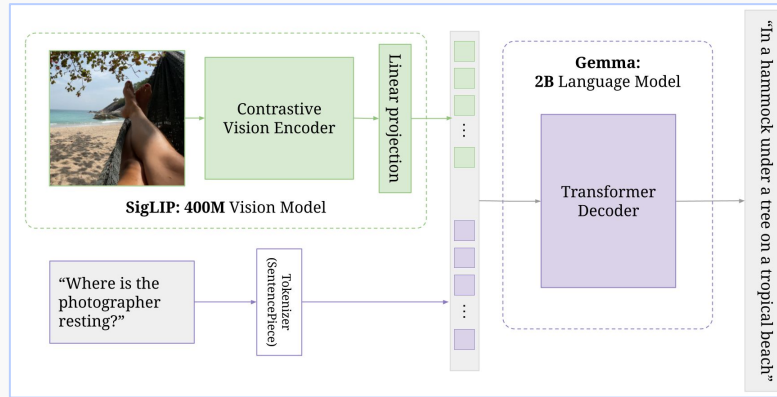 Contrastive
Vision Encoder
Linear projection
SigLIP: 400M Vision Model
“Where is the
photographer
resting?”
Tokenizer
(SentencePiece)
⋮
⋮
Gemma:
2B Language Model
Transformer
Decoder
“In a hammock under a tree on a tropical beach”